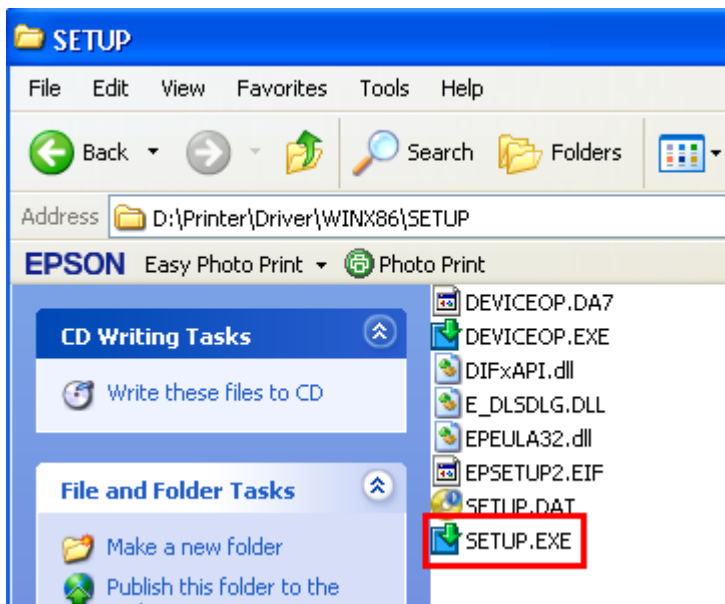 SETUP
File Edit View Favorites Tools Help
Back Search Folders
Address D:\Printer\Driver\WINX86\SETUP
EPSON Easy Photo Print Photo Print
CD Writing Tasks
Write these files to CD
File and Folder Tasks
Make a new folder
Publish this folder to the
DEVICEOP.DA7
DEVICEOP.EXE
DIFxAPI.dll
E_DLSDLG.DLL
EPEULA32.dll
EPSETUP2.EIF
SETUP.DAT
SETUP.EXE